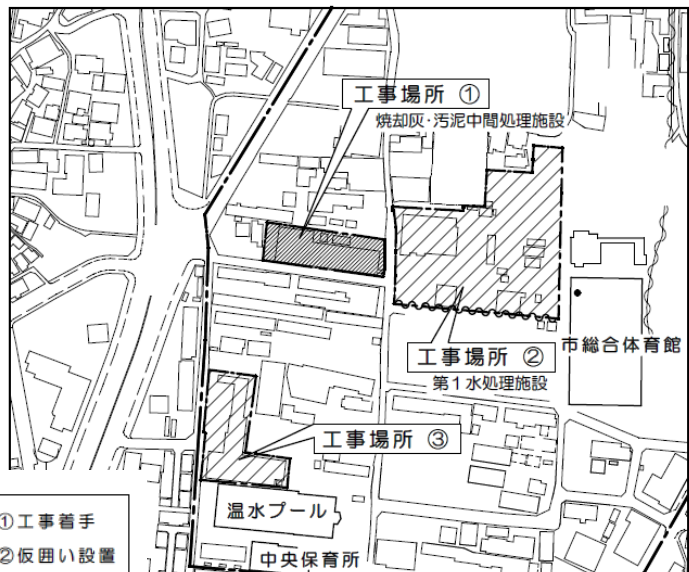 工事場所 ①
焼却灰・汚泥中間処理施設
工事場所 ②
第1水処理施設
市総合体育館
工事場所 ③
温水プール
中央保育所
①工事着手
②仮囲い設置